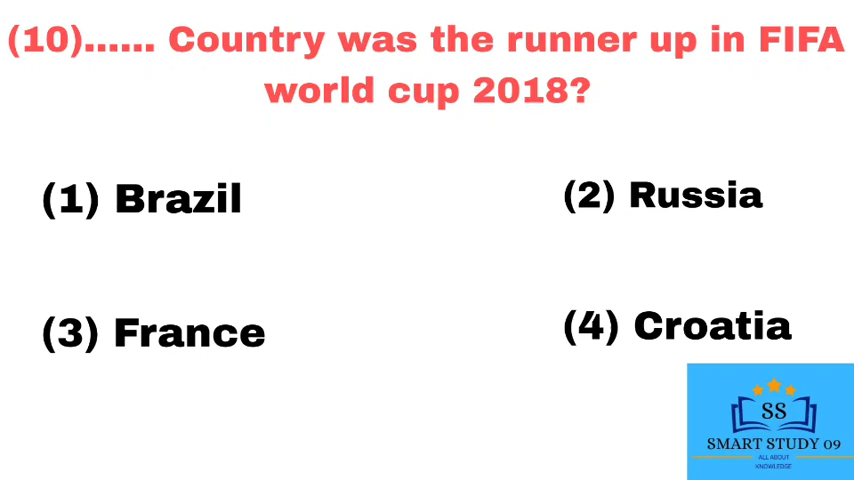 (10)...... Country was the runner up in FIFA
world cup 2018?
(1) Brazil
(2) Russia
(3) France
(4) Croatia
SS
SMART STUDY 09
ALL ABOUT
KNOWLEDGE